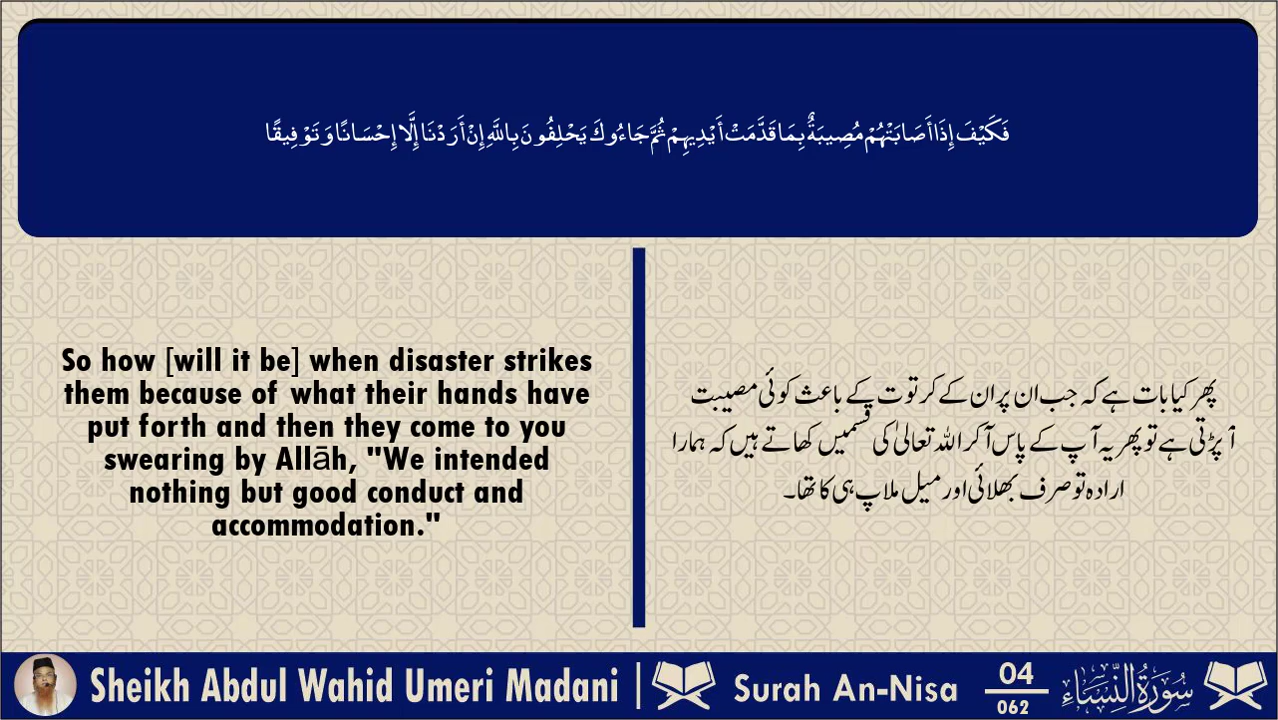 فَكَيْفَ إِذَا أَصَابَتْهُمْ مُصِيبَةٌ بِمَا قَدَّمَتْ أَيْدِيهِمْ ثُمَّ جَاءُوكَ يَحْلِفُونَ بِاللَّهِ إِنْ أَرَدْنَا إِلَّا إِحْسَانًا وَتَوْفِيقًا
So how [will it be] when disaster strikes
them because of what their hands have
put forth and then they come to you
swearing by Allāh, "We intended
nothing but good conduct and
accommodation."
پھر کیا بات ہے کہ جب ان پر ان کے کرتوت کے باعث کوئی مصیبت
آ پڑتی ہے تو پھر یہ آپ کے پاس آکر اللہ تعالیٰ کی قسمیں کھاتے ہیں کہ ہمارا
ارادہ تو صرف بھلائی اور میل ملاپ ہی کا تھا۔
Sheikh Abdul Wahid Umeri Madani |
Surah An-Nisa
04
062
سُورَةُ النِّسَاء